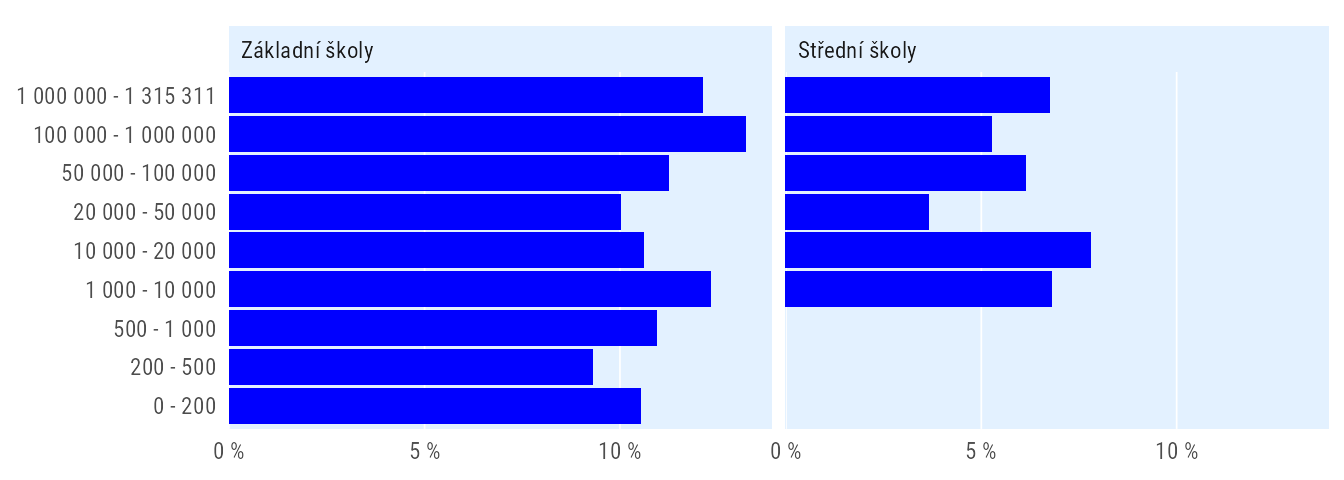 Základní školy
Střední školy
1 000 000 - 1 315 311
100 000 - 1 000 000
50 000 - 100 000
20 000 - 50 000
10 000 - 20 000
1 000 - 10 000
500 - 1 000
200 - 500
0 - 200
0 %
5 %
10 %
0 %
5 %
10 %